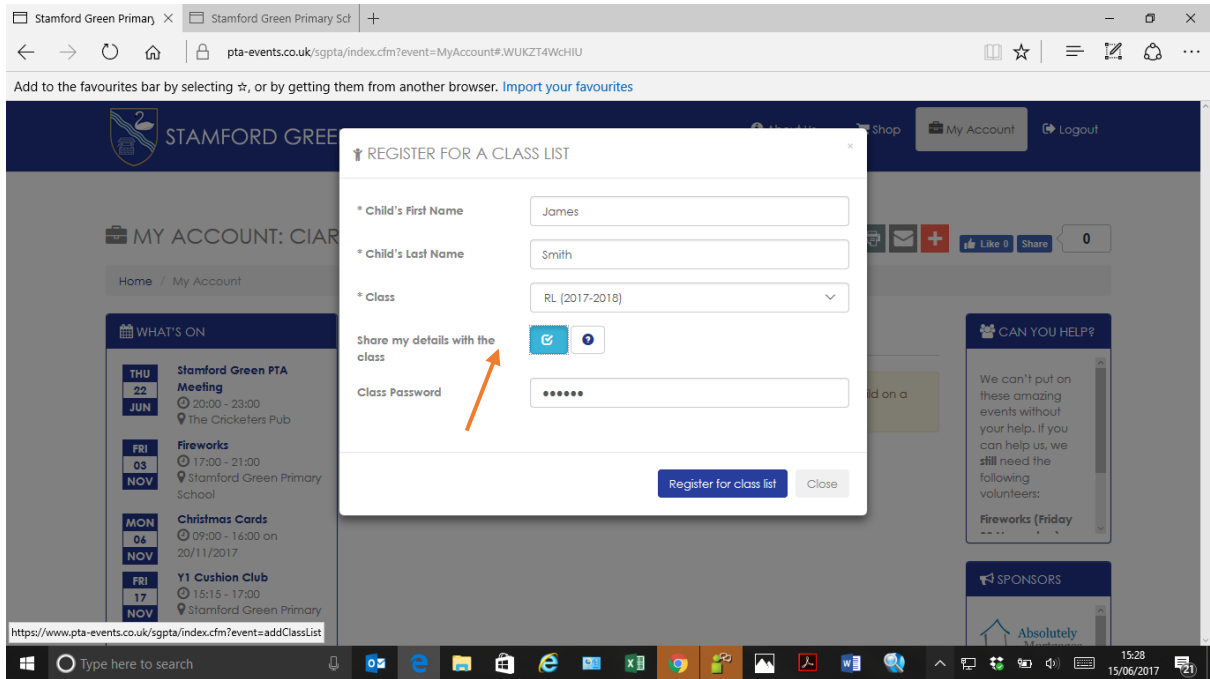 Stamford Green Primary
Stamford Green Primary Sch
pta-events.co.uk/sgpta/index.cfm?event=MyAccount#.WUKZT4WcHIU
Add to the favourites bar by selecting ☆, or by getting them from another browser. Import your favourites
STAMFORD GREE
Shop
My Account
Logout
REGISTER FOR A CLASS LIST
×
* Child's First Name
James
* Child's Last Name
Smith
* Class
RL (2017-2018)
Share my details with the
class
Class Password
••••••
Register for class list
Close
MY ACCOUNT: CIAR
Like 0
Share
0
Home / My Account
WHAT'S ON
THU
22
JUN
Stamford Green PTA
Meeting
20:00 - 23:00
The Cricketers Pub
FRI
03
NOV
Fireworks
17:00 - 21:00
Stamford Green Primary
School
MON
06
NOV
Christmas Cards
09:00 - 16:00 on
20/11/2017
FRI
17
NOV
Y1 Cushion Club
15:15 - 17:00
Stamford Green Primary
ld on a
CAN YOU HELP?
We can't put on
these amazing
events without
your help. If you
can help us, we
still need the
following
volunteers:
Fireworks (Friday
SPONSORS
Absolutely
https://www.pta-events.co.uk/sgpta/index.cfm?event=addClassList
Type here to search
15:28
15/06/2017
21